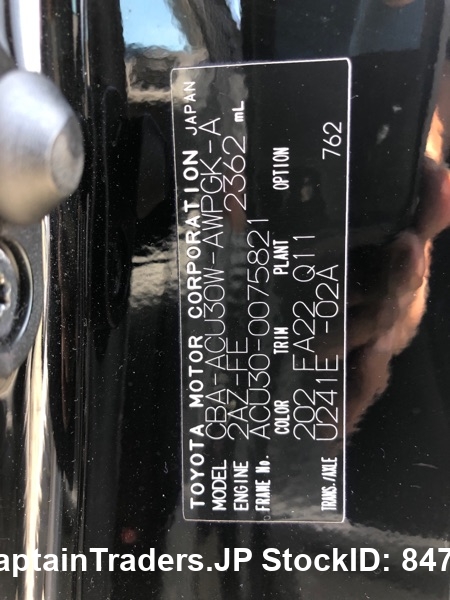 TOYOTA MOTOR CORPORATION JAPAN
MODEL CBA-ACU30W-AWPGK-A
ENGINE 2AZ-FE 2362 mL
FRAME No. ACU30-0075821
COLOR TRIM PLANT OPTION
202 FA22 Q11 762
TRANS./AXLE U241E -02A
aptainTraders.JP StockID: 847